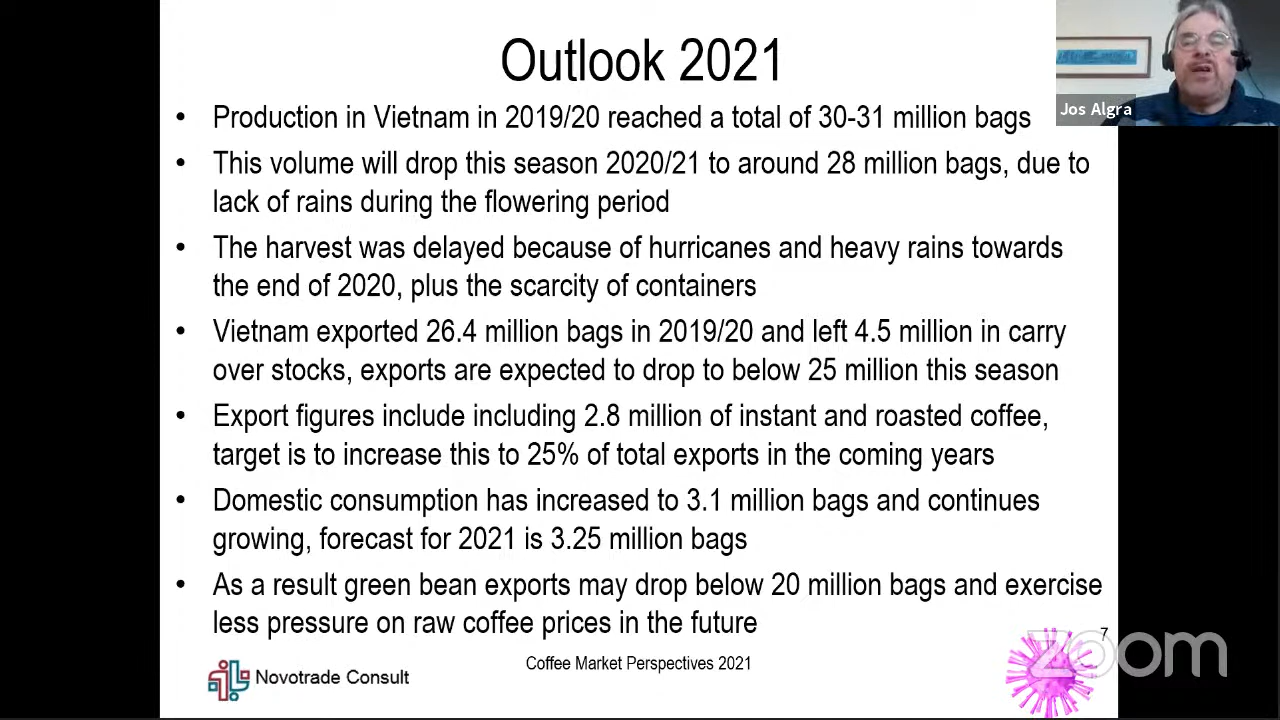 Outlook 2021
Jos Algra
• Production in Vietnam in 2019/20 reached a total of 30-31 million bags
• This volume will drop this season 2020/21 to around 28 million bags, due to
lack of rains during the flowering period
• The harvest was delayed because of hurricanes and heavy rains towards
the end of 2020, plus the scarcity of containers
• Vietnam exported 26.4 million bags in 2019/20 and left 4.5 million in carry
over stocks, exports are expected to drop to below 25 million this season
• Export figures include including 2.8 million of instant and roasted coffee,
target is to increase this to 25% of total exports in the coming years
• Domestic consumption has increased to 3.1 million bags and continues
growing, forecast for 2021 is 3.25 million bags
• As a result green bean exports may drop below 20 million bags and exercise
less pressure on raw coffee prices in the future
7
zoom
Coffee Market Perspectives 2021
Novotrade Consult